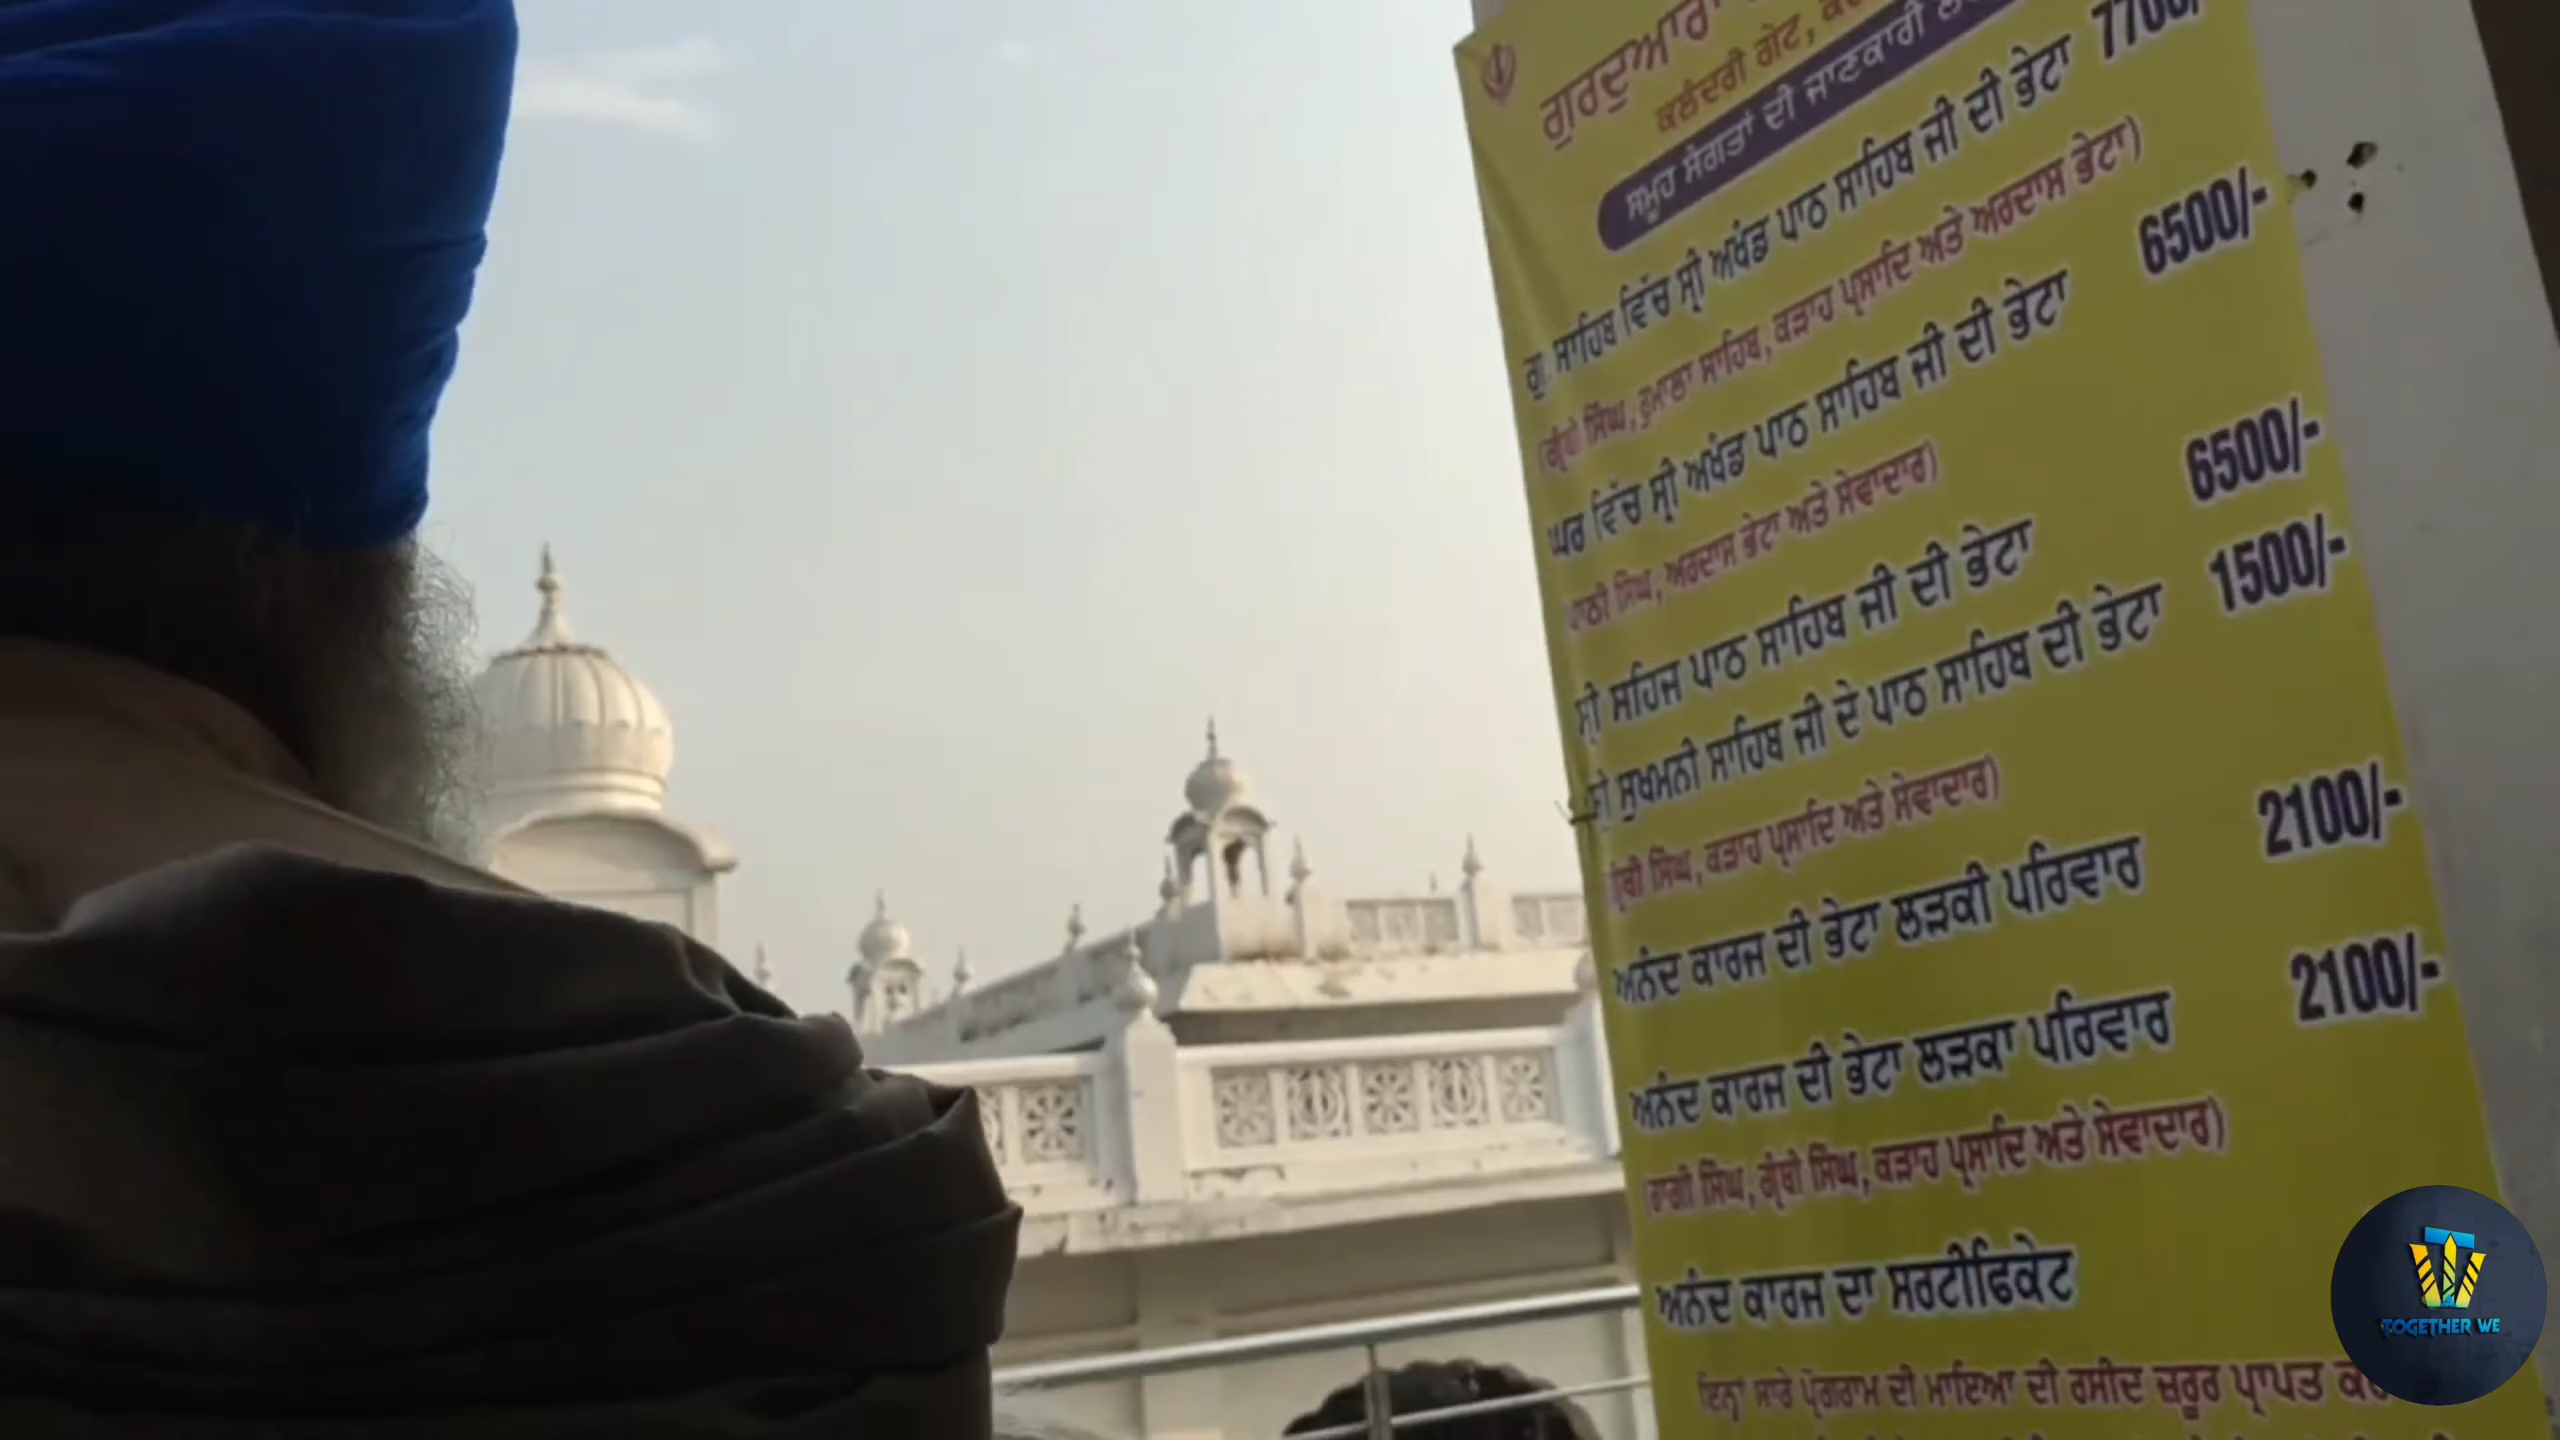 ਗੁਰਦੁਆਰਾ
ਕਲੰਦਰੀ ਗੇਟ,
ਸਮੂਹ ਸੰਗਤਾਂ ਦੀ ਜਾਣਕਾਰੀ
ਗੁ. ਸਾਹਿਬ ਵਿੱਚ ਸ੍ਰੀ ਅਖੰਡ ਪਾਠ ਸਾਹਿਬ ਜੀ ਦੀ ਭੇਟਾ 7700/-
(ਗ੍ਰੰਥੀ ਸਿੰਘ, ਰੁਮਾਲਾ ਸਾਹਿਬ, ਕੜਾਹ ਪ੍ਰਸਾਦਿ ਅਤੇ ਅਰਦਾਸ ਭੇਟਾ)
ਘਰ ਵਿੱਚ ਸ੍ਰੀ ਅਖੰਡ ਪਾਠ ਸਾਹਿਬ ਜੀ ਦੀ ਭੇਟਾ 6500/-
(ਪਾਠੀ ਸਿੰਘ, ਅਰਦਾਸ ਭੇਟਾ ਅਤੇ ਸੇਵਾਦਾਰ)
ਸ੍ਰੀ ਸਹਿਜ ਪਾਠ ਸਾਹਿਬ ਜੀ ਦੀ ਭੇਟਾ 6500/-
ਸ੍ਰੀ ਸੁਖਮਨੀ ਸਾਹਿਬ ਜੀ ਦੇ ਪਾਠ ਸਾਹਿਬ ਦੀ ਭੇਟਾ 1500/-
(ਗ੍ਰੰਥੀ ਸਿੰਘ, ਕੜਾਹ ਪ੍ਰਸਾਦਿ ਅਤੇ ਸੇਵਾਦਾਰ)
ਅਨੰਦ ਕਾਰਜ ਦੀ ਭੇਟਾ ਲੜਕੀ ਪਰਿਵਾਰ 2100/-
ਅਨੰਦ ਕਾਰਜ ਦੀ ਭੇਟਾ ਲੜਕਾ ਪਰਿਵਾਰ 2100/-
(ਰਾਗੀ ਸਿੰਘ, ਗ੍ਰੰਥੀ ਸਿੰਘ, ਕੜਾਹ ਪ੍ਰਸਾਦਿ ਅਤੇ ਸੇਵਾਦਾਰ)
ਅਨੰਦ ਕਾਰਜ ਦਾ ਸਰਟੀਫਿਕੇਟ
ਇਨ੍ਹਾਂ ਸਾਰੇ ਪ੍ਰੋਗਰਾਮ ਦੀ ਮਾਇਆ ਦੀ ਰਸੀਦ ਜ਼ਰੂਰ ਪ੍ਰਾਪਤ
TOGETHER WE